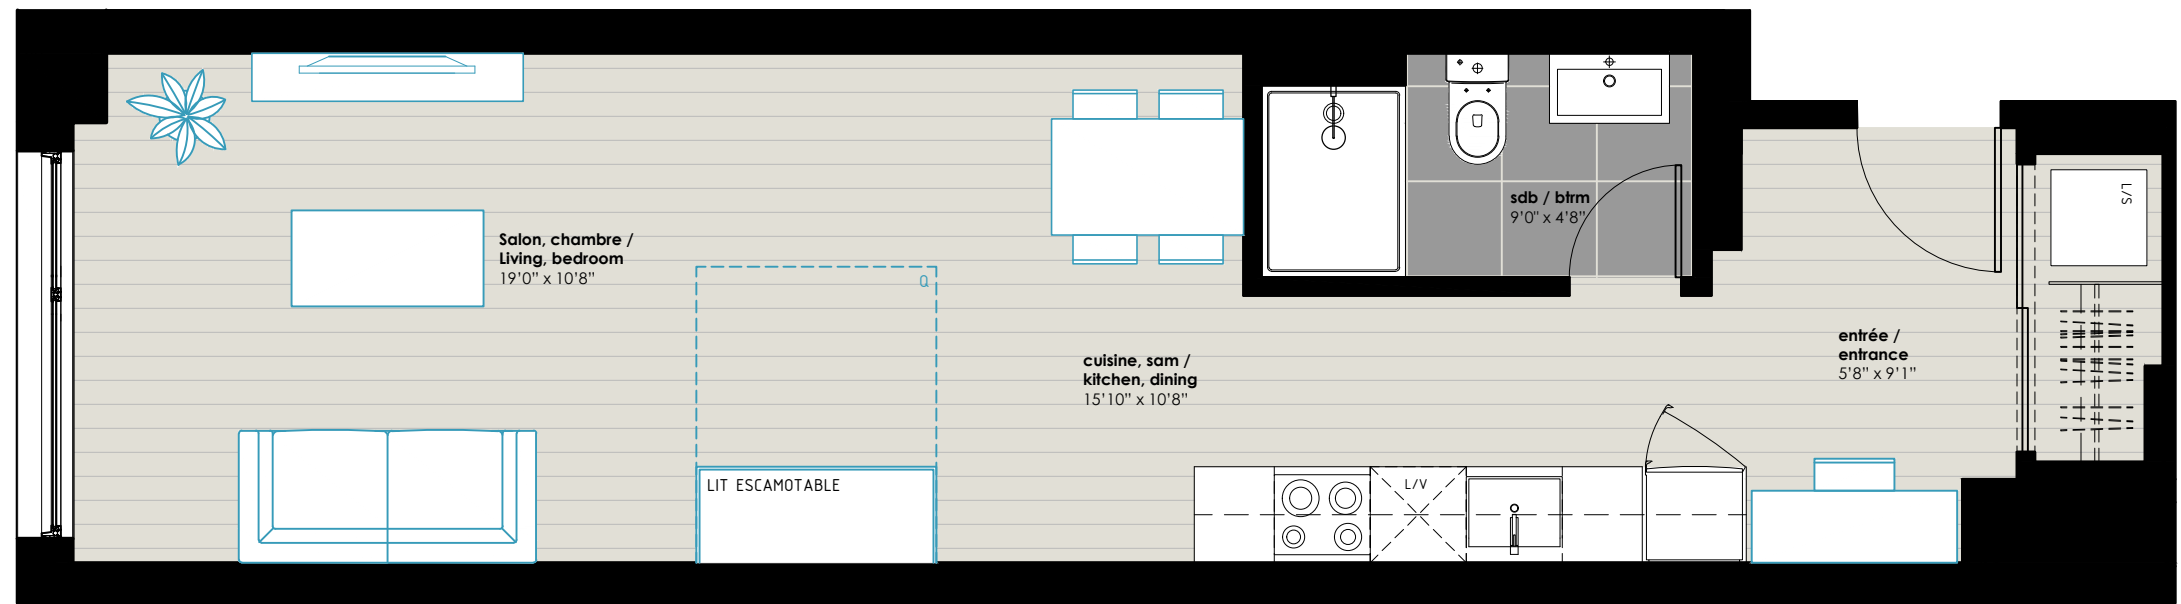 Salon, chambre /
Living, bedroom
19'0" x 10'8"
Q
LIT ESCAMOTABLE
cuisine, sam /
kitchen, dining
15'10" x 10'8"
sdb / btrm
9'0" x 4'8"
L/V
entrée /
entrance
5'8" x 9'1"
L/S